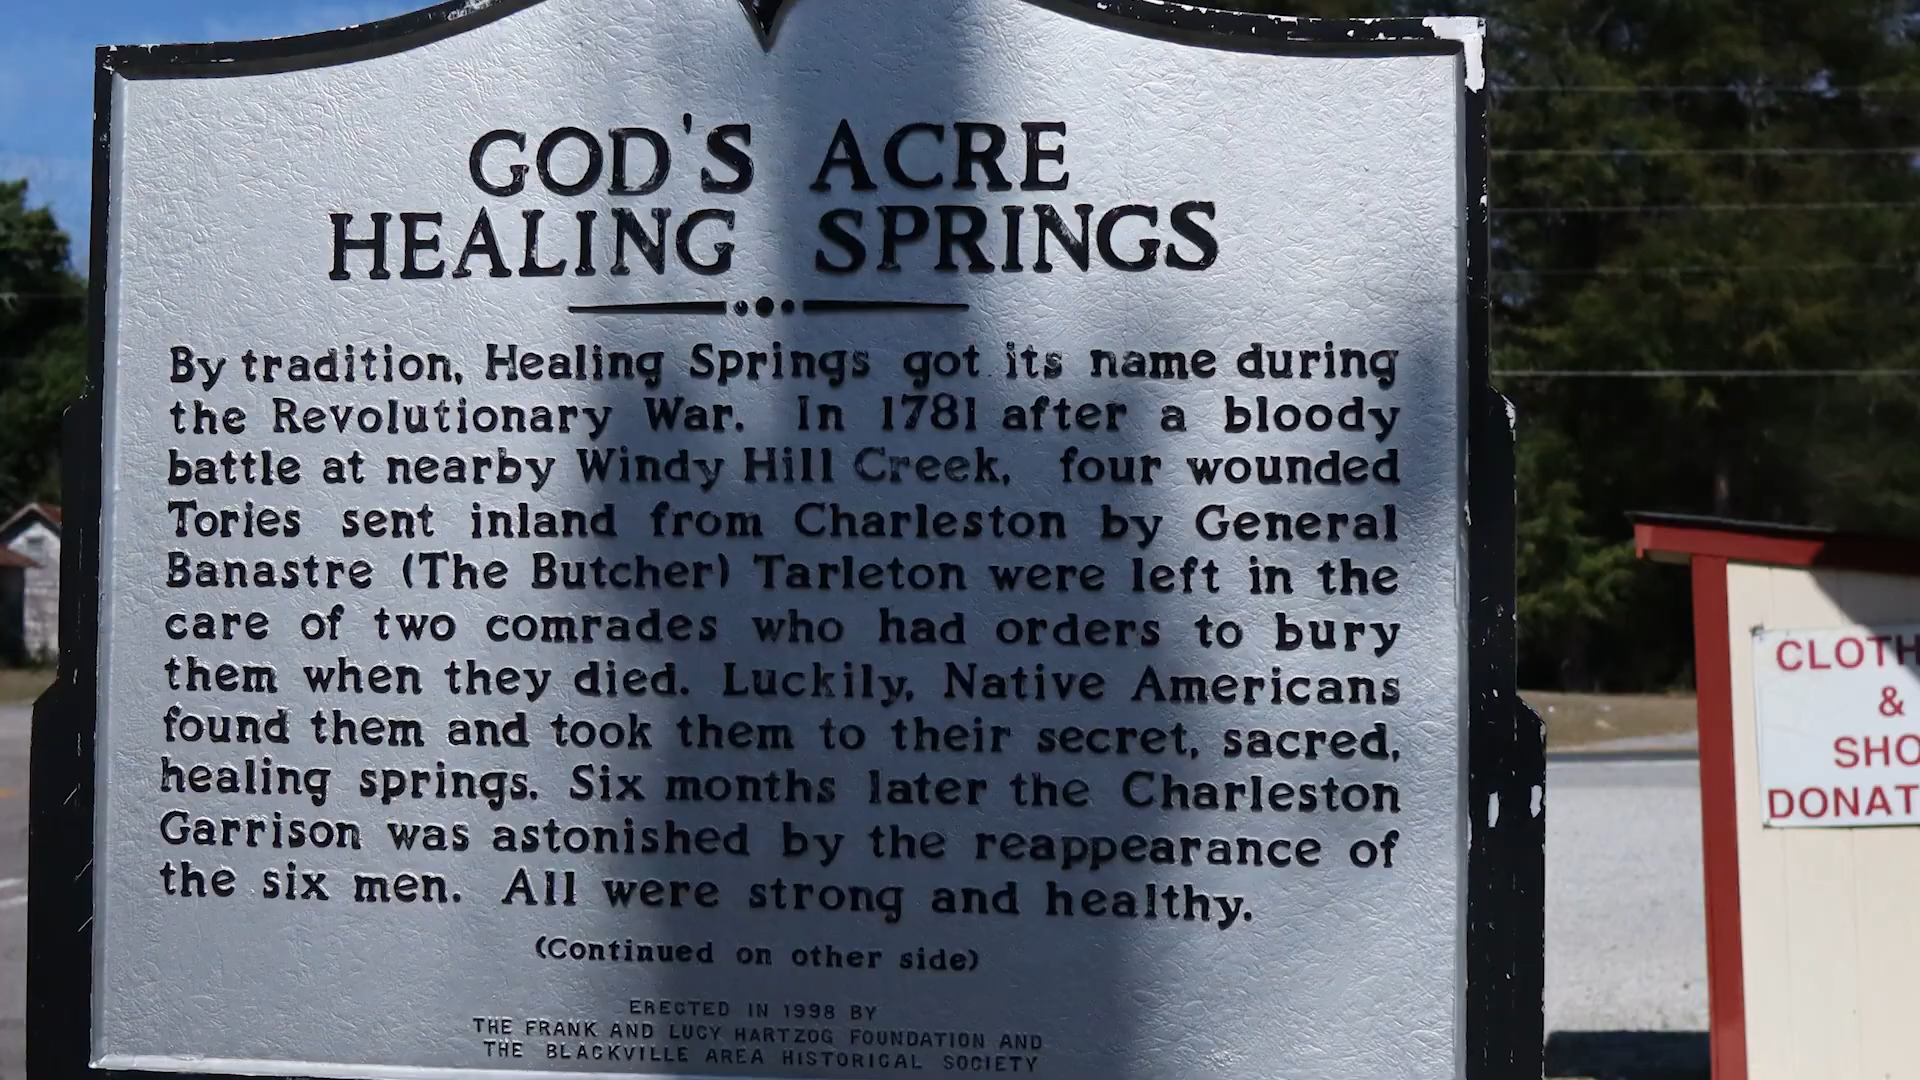 GOD'S ACRE
HEALING SPRINGS
By tradition, Healing Springs got its name during
the Revolutionary War. In 1781 after a bloody
battle at nearby Windy Hill Creek, four wounded
Tories sent inland from Charleston by General
Banastre (The Butcher) Tarleton were left in the
care of two comrades who had orders to bury
them when they died. Luckily, Native Americans
found them and took them to their secret, sacred,
healing springs. Six months later the Charleston
Garrison was astonished by the reappearance of
the six men. All were strong and healthy.
(Continued on other side)
ERECTED IN 1998 BY
THE FRANK AND LUCY HARTZOG FOUNDATION AND
THE BLACKVILLE AREA HISTORICAL SOCIETY
CLOTH
&
SHO
DONAT